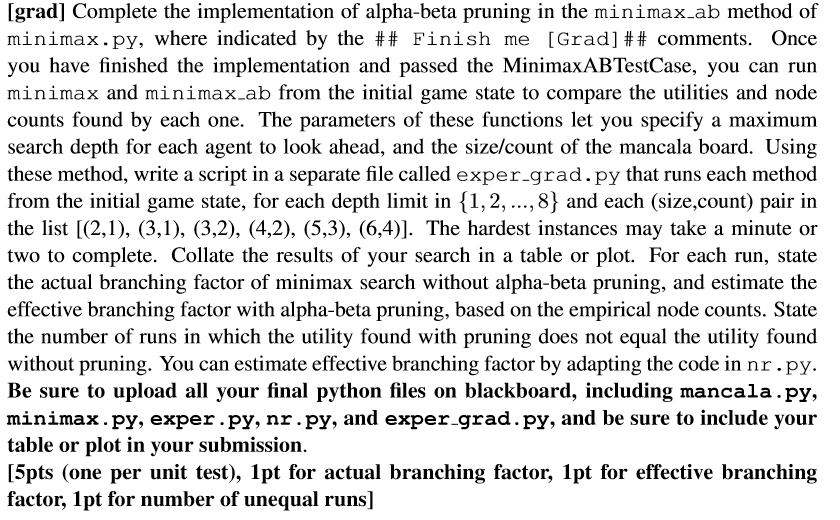 [grad] Complete the implementation of alpha-beta pruning in the minimax_ab method of
minimax.py, where indicated by the ## Finish me [Grad]## comments. Once
you have finished the implementation and passed the MinimaxABTestCase, you can run
minimax and minimax_ab from the initial game state to compare the utilities and node
counts found by each one. The parameters of these functions let you specify a maximum
search depth for each agent to look ahead, and the size/count of the mancala board. Using
these method, write a script in a separate file called exper_grad.py that runs each method
from the initial game state, for each depth limit in {1, 2, ..., 8} and each (size,count) pair in
the list [(2,1), (3,1), (3,2), (4,2), (5,3), (6,4)]. The hardest instances may take a minute or
two to complete. Collate the results of your search in a table or plot. For each run, state
the actual branching factor of minimax search without alpha-beta pruning, and estimate the
effective branching factor with alpha-beta pruning, based on the empirical node counts. State
the number of runs in which the utility found with pruning does not equal the utility found
without pruning. You can estimate effective branching factor by adapting the code in nr.py.
Be sure to upload all your final python files on blackboard, including mancala.py,
minimax.py, exper.py, nr.py, and exper_grad.py, and be sure to include your
table or plot in your submission.
[5pts (one per unit test), 1pt for actual branching factor, 1pt for effective branching
factor, 1pt for number of unequal runs]